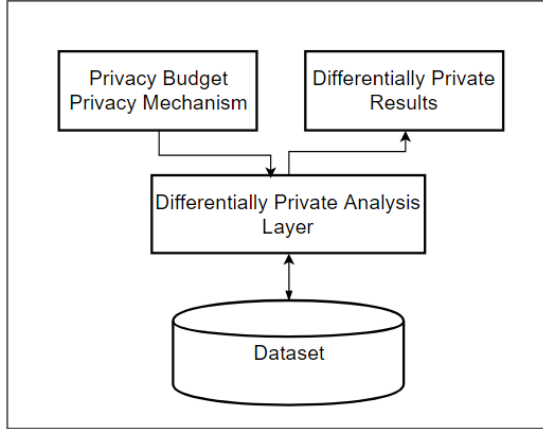 Privacy Budget
Privacy Mechanism
Differentially Private
Results
Differentially Private Analysis
Layer
Dataset